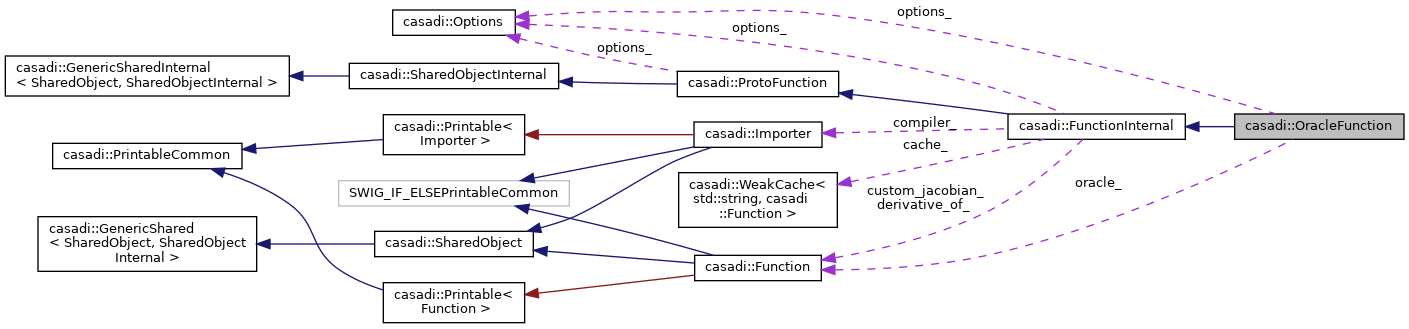 casadi::Options
options_
options_
options_
casadi::GenericSharedInternal
< SharedObject, SharedObjectInternal >
casadi::SharedObjectInternal
casadi::ProtoFunction
casadi::Printable<
Importer >
casadi::Importer
compiler_
cache_
casadi::FunctionInternal
casadi::OracleFunction
casadi::PrintableCommon
SWIG_IF_ELSEPrintableCommon
casadi::WeakCache<
std::string, casadi
::Function >
custom_jacobian_
derivative_of_
oracle_
casadi::GenericShared
< SharedObject, SharedObject
Internal >
casadi::SharedObject
casadi::Function
casadi::Printable<
Function >